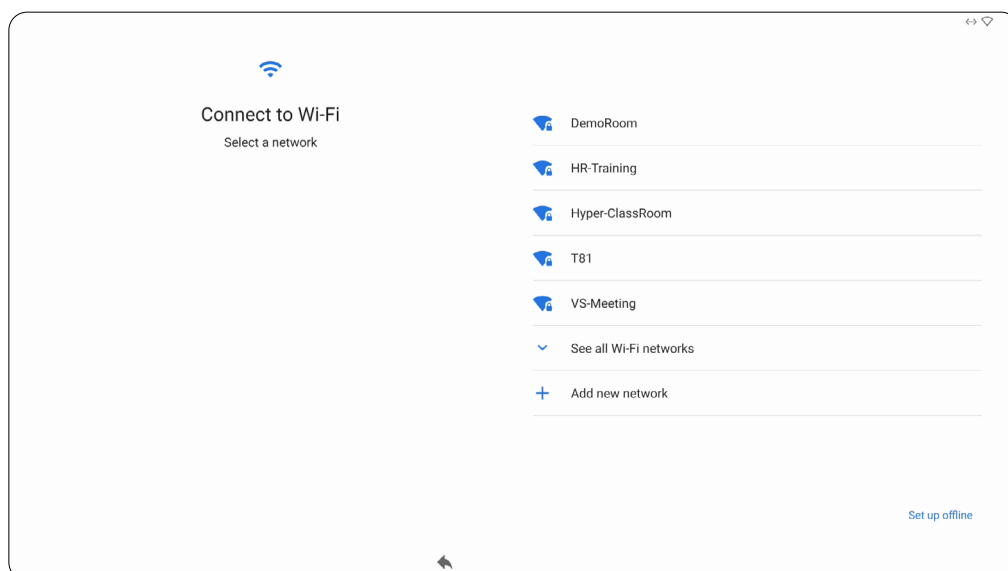 Connect to Wi-Fi
Select a network
DemoRoom
HR-Training
Hyper-ClassRoom
T81
VS-Meeting
See all Wi-Fi networks
Add new network
Set up offline